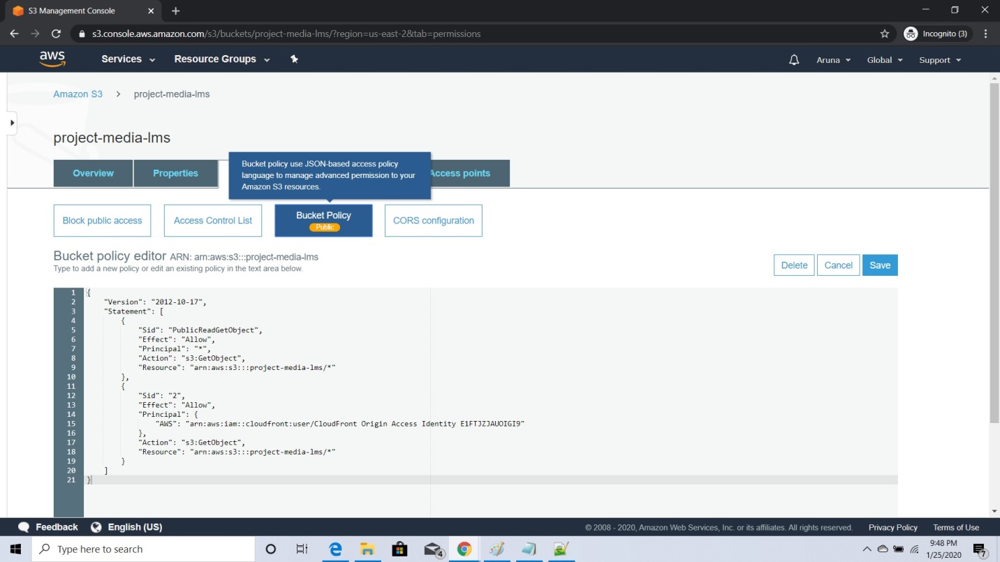 S3 Management Console
s3.console.aws.amazon.com/s3/buckets/project-media-lms/?region=us-east-2&tab=permissions
Incognito (3)
aws
Services
Resource Groups
Aruna
Global
Support
Amazon S3 > project-media-lms
project-media-lms
Bucket policy use JSON-based access policy
language to manage advanced permission to your
Amazon S3 resources.
Overview
Properties
Access points
Block public access
Access Control List
Bucket Policy
Public
CORS configuration
Bucket policy editor ARN: arn:aws:s3:::project-media-lms
Type to add a new policy or edit an existing policy in the text area below.
Delete
Cancel
Save
1 {
2 "Version": "2012-10-17",
3 "Statement": [
4 {
5 "Sid": "PublicReadGetObject",
6 "Effect": "Allow",
7 "Principal": "*",
8 "Action": "s3:GetObject",
9 "Resource": "arn:aws:s3:::project-media-lms/*"
10 },
11 {
12 "Sid": "2",
13 "Effect": "Allow",
14 "Principal": {
15 "AWS": "arn:aws:iam::cloudfront:user/CloudFront Origin Access Identity E1FTJZJAUOIGI9"
16 },
17 "Action": "s3:GetObject",
18 "Resource": "arn:aws:s3:::project-media-lms/*"
19 }
20 ]
21 }
Feedback
English (US)
© 2008 - 2020, Amazon Web Services, Inc. or its affiliates. All rights reserved.
Privacy Policy
Terms of Use
Type here to search
4
9:48 PM
1/25/2020
7